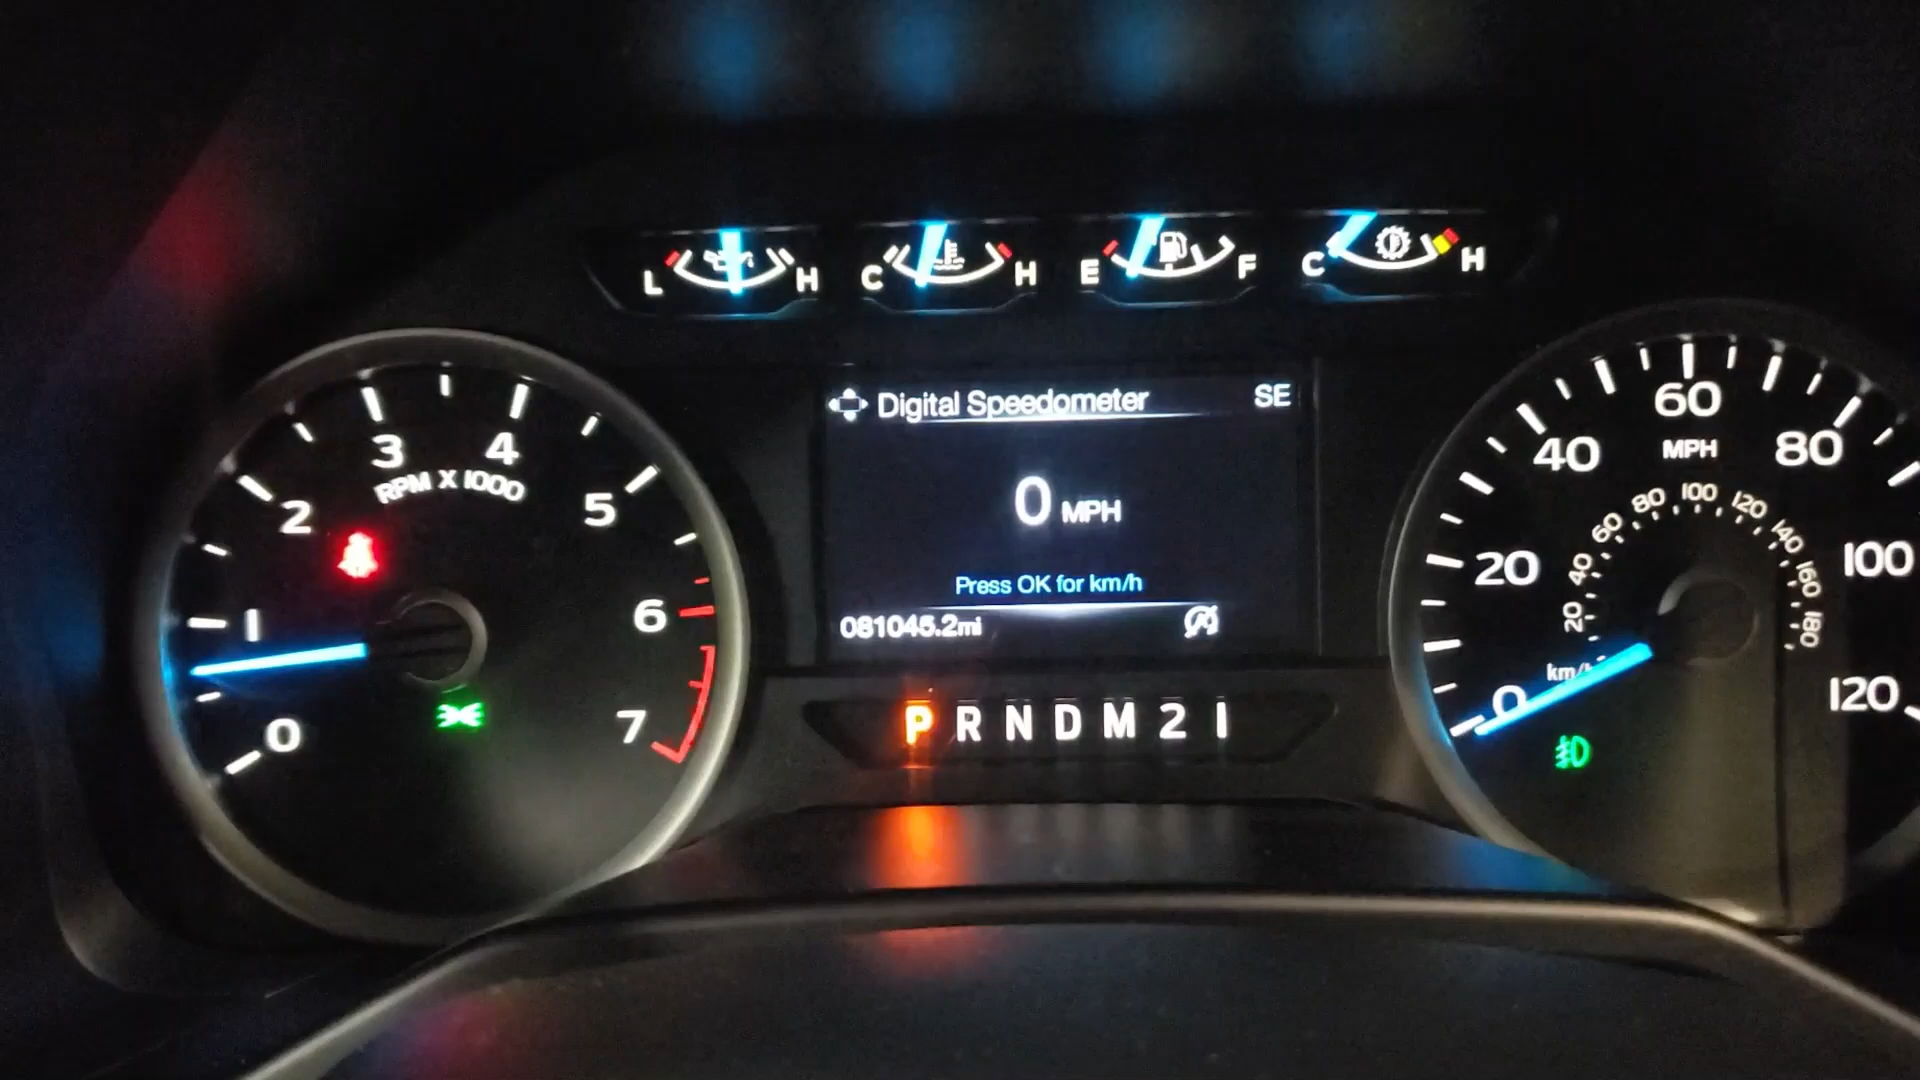 L H C H E F C H
Digital Speedometer SE
0 MPH
Press OK for km/h
081045.2mi
P R N D M 2 1
0 1 2 3 4 5 6 7
RPM X 1000
0 20 40 60 80 100 120
MPH
20 40 60 80 100 120 140 160 180
km/h